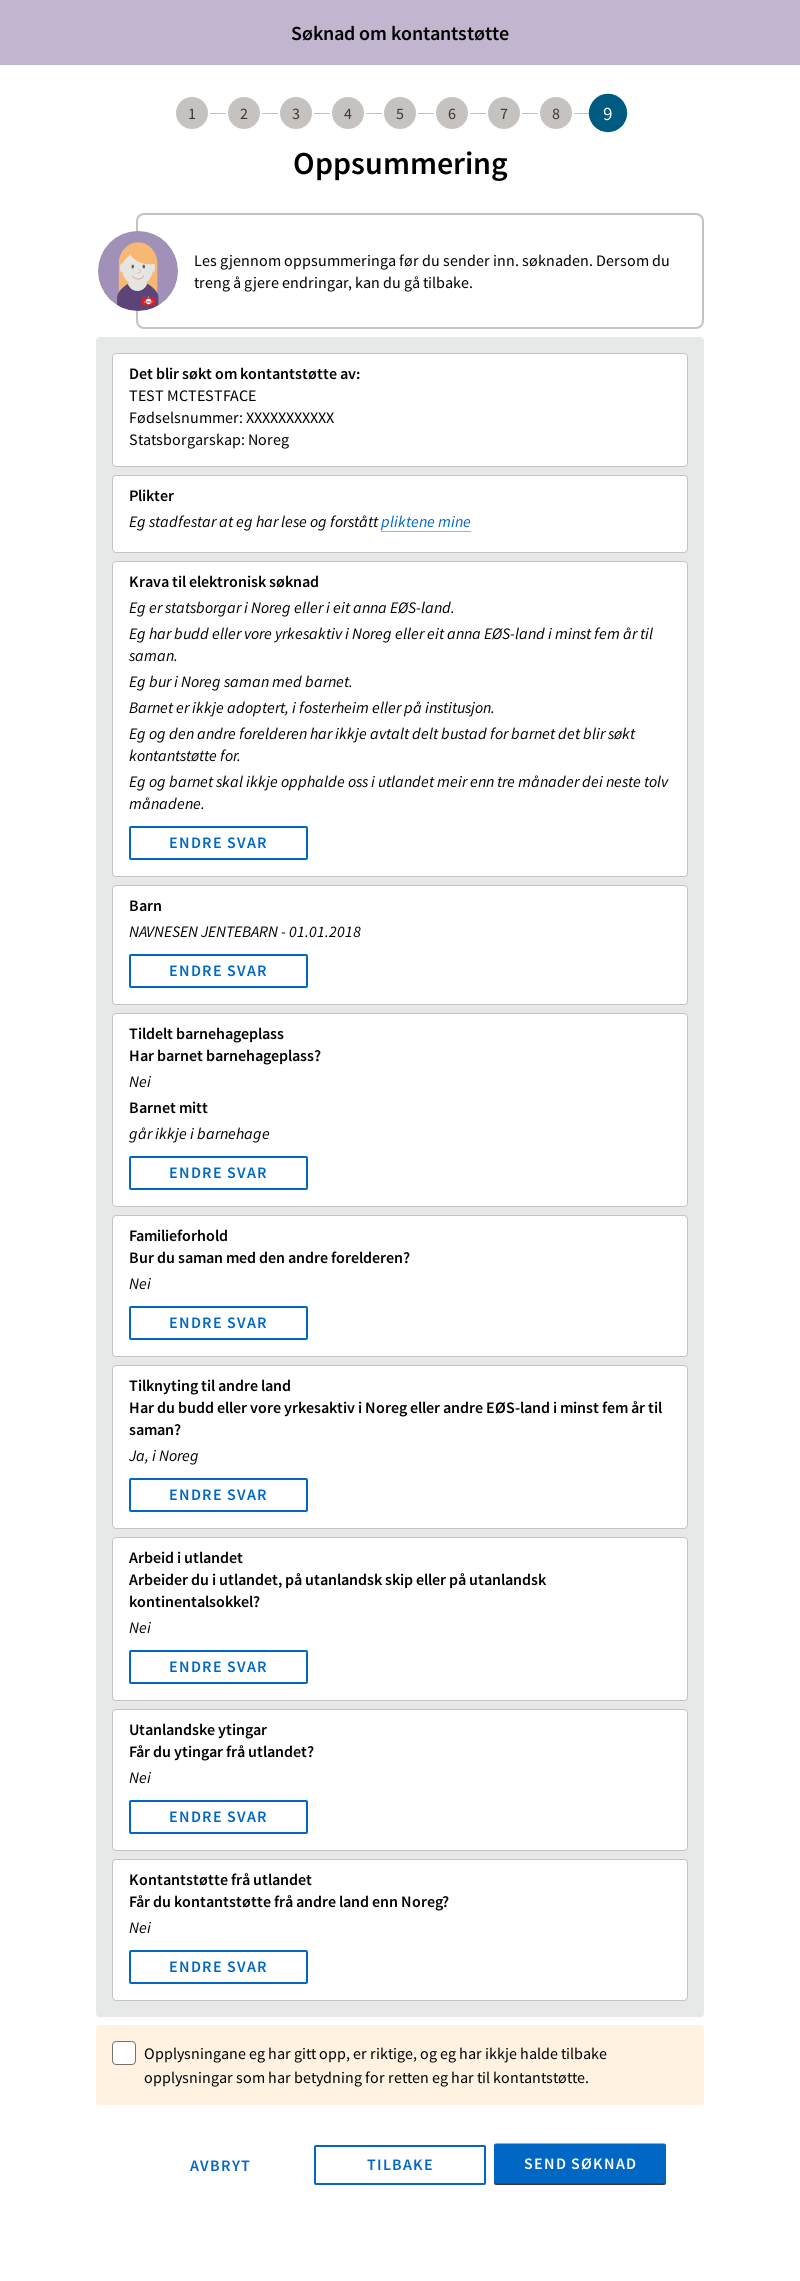 Søknad om kontantstøtte
1 2 3 4 5 6 7 8 9
Oppsummering
Les gjennom oppsummeringa før du sender inn. søknaden. Dersom du
treng å gjere endringar, kan du gå tilbake.
Det blir søkt om kontantstøtte av:
TEST MCTESTFACE
Fødselsnummer: XXXXXXXXXXX
Statsborgarskap: Noreg
Plikter
Eg stadfestar at eg har lese og forstått pliktene mine
Krava til elektronisk søknad
Eg er statsborgar i Noreg eller i eit anna EØS-land.
Eg har budd eller vore yrkesaktiv i Noreg eller eit anna EØS-land i minst fem år til
saman.
Eg bur i Noreg saman med barnet.
Barnet er ikkje adoptert, i fosterheim eller på institusjon.
Eg og den andre forelderen har ikkje avtalt delt bustad for barnet det blir søkt
kontantstøtte for.
Eg og barnet skal ikkje opphalde oss i utlandet meir enn tre månader dei neste tolv
månadene.
ENDRE SVAR
Barn
NAVNESEN JENTEBARN - 01.01.2018
ENDRE SVAR
Tildelt barnehageplass
Har barnet barnehageplass?
Nei
Barnet mitt
går ikkje i barnehage
ENDRE SVAR
Familieforhold
Bur du saman med den andre forelderen?
Nei
ENDRE SVAR
Tilknyting til andre land
Har du budd eller vore yrkesaktiv i Noreg eller andre EØS-land i minst fem år til
saman?
Ja, i Noreg
ENDRE SVAR
Arbeid i utlandet
Arbeider du i utlandet, på utanlandsk skip eller på utanlandsk
kontinentalsokkel?
Nei
ENDRE SVAR
Utanlandske ytingar
Får du ytingar frå utlandet?
Nei
ENDRE SVAR
Kontantstøtte frå utlandet
Får du kontantstøtte frå andre land enn Noreg?
Nei
ENDRE SVAR
Opplysningane eg har gitt opp, er riktige, og eg har ikkje halde tilbake
opplysningar som har betydning for retten eg har til kontantstøtte.
AVBRYT TILBAKE SEND SØKNAD